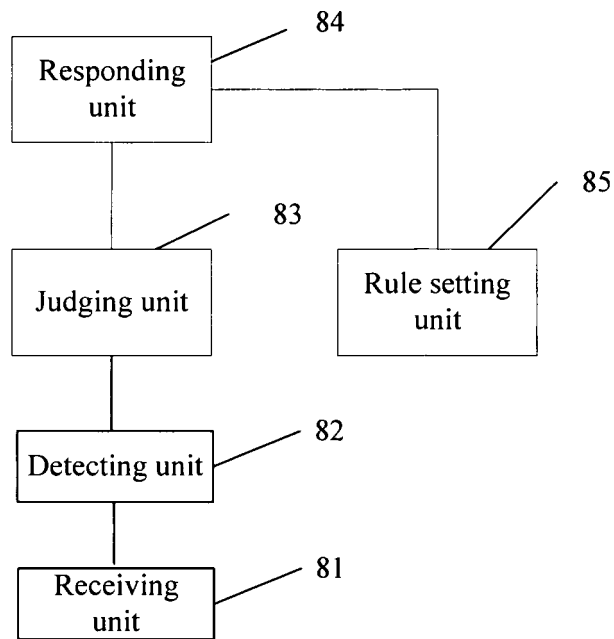 84
Responding
unit
85
83
Judging unit
Rule setting
unit
82
Detecting unit
81
Receiving
unit